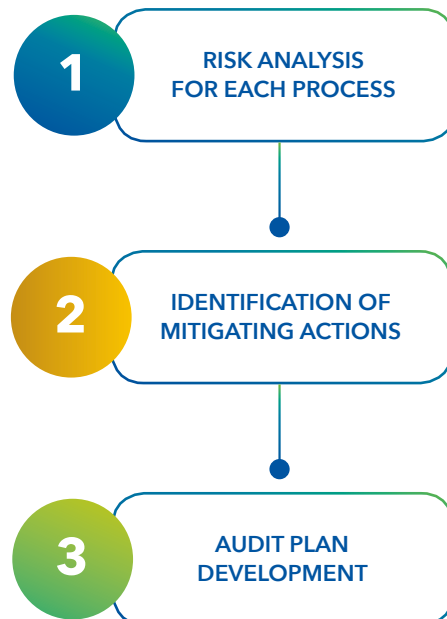 1
RISK ANALYSIS
FOR EACH PROCESS
2
IDENTIFICATION OF
MITIGATING ACTIONS
3
AUDIT PLAN
DEVELOPMENT